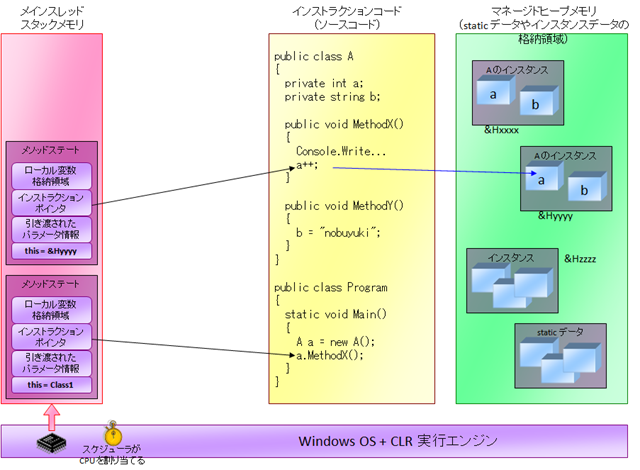 メインスレッド
スタックメモリ
メソッドステート
ローカル変数
格納領域
インストラクション
ポインタ
引き渡された
パラメータ情報
this = &Hyyyy
メソッドステート
ローカル変数
格納領域
インストラクション
ポインタ
引き渡された
パラメータ情報
this = Class1
インストラクションコード
(ソースコード)
public class A
{
private int a;
private string b;
public void MethodX()
{
Console.Write...
a++;
}
public void MethodY()
{
b = "nobuyuki";
}
}
public class Program
{
static void Main()
{
A a = new A();
a.MethodX();
}
}
マネージドヒープメモリ
(static データやインスタンスデータの
格納領域)
Aのインスタンス
a
b
&Hxxxx
Aのインスタンス
a
b
&Hyyyy
インスタンス
&Hzzzz
static データ
スケジューラが
CPUを割り当てる
Windows OS + CLR 実行エンジン